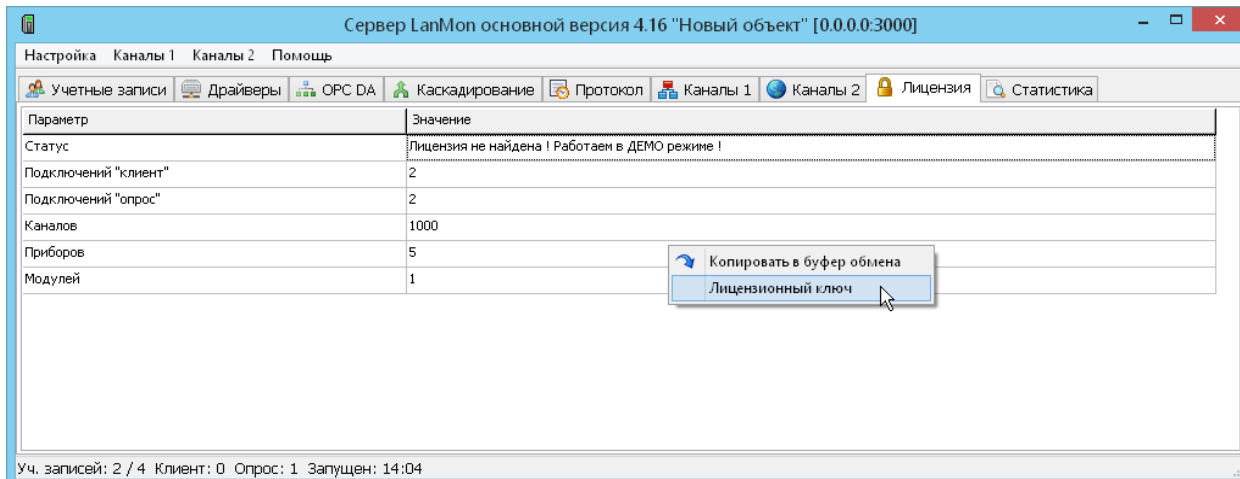 Сервер LanMon основной версия 4.16 "Новый объект" [0.0.0.0:3000]
Настройка Каналы 1 Каналы 2 Помощь
Учетные записи Драйверы OPC DA Каскадирование Протокол Каналы 1 Каналы 2 Лицензия Статистика
Параметр Значение
Статус Лицензия не найдена ! Работаем в ДЕМО режиме !
Подключений "клиент" 2
Подключений "опрос" 2
Каналов 1000
Приборов 5
Копировать в буфер обмена
Модулей 1
Лицензионный ключ
Уч. записей: 2 / 4 Клиент: 0 Опрос: 1 Запущен: 14:04